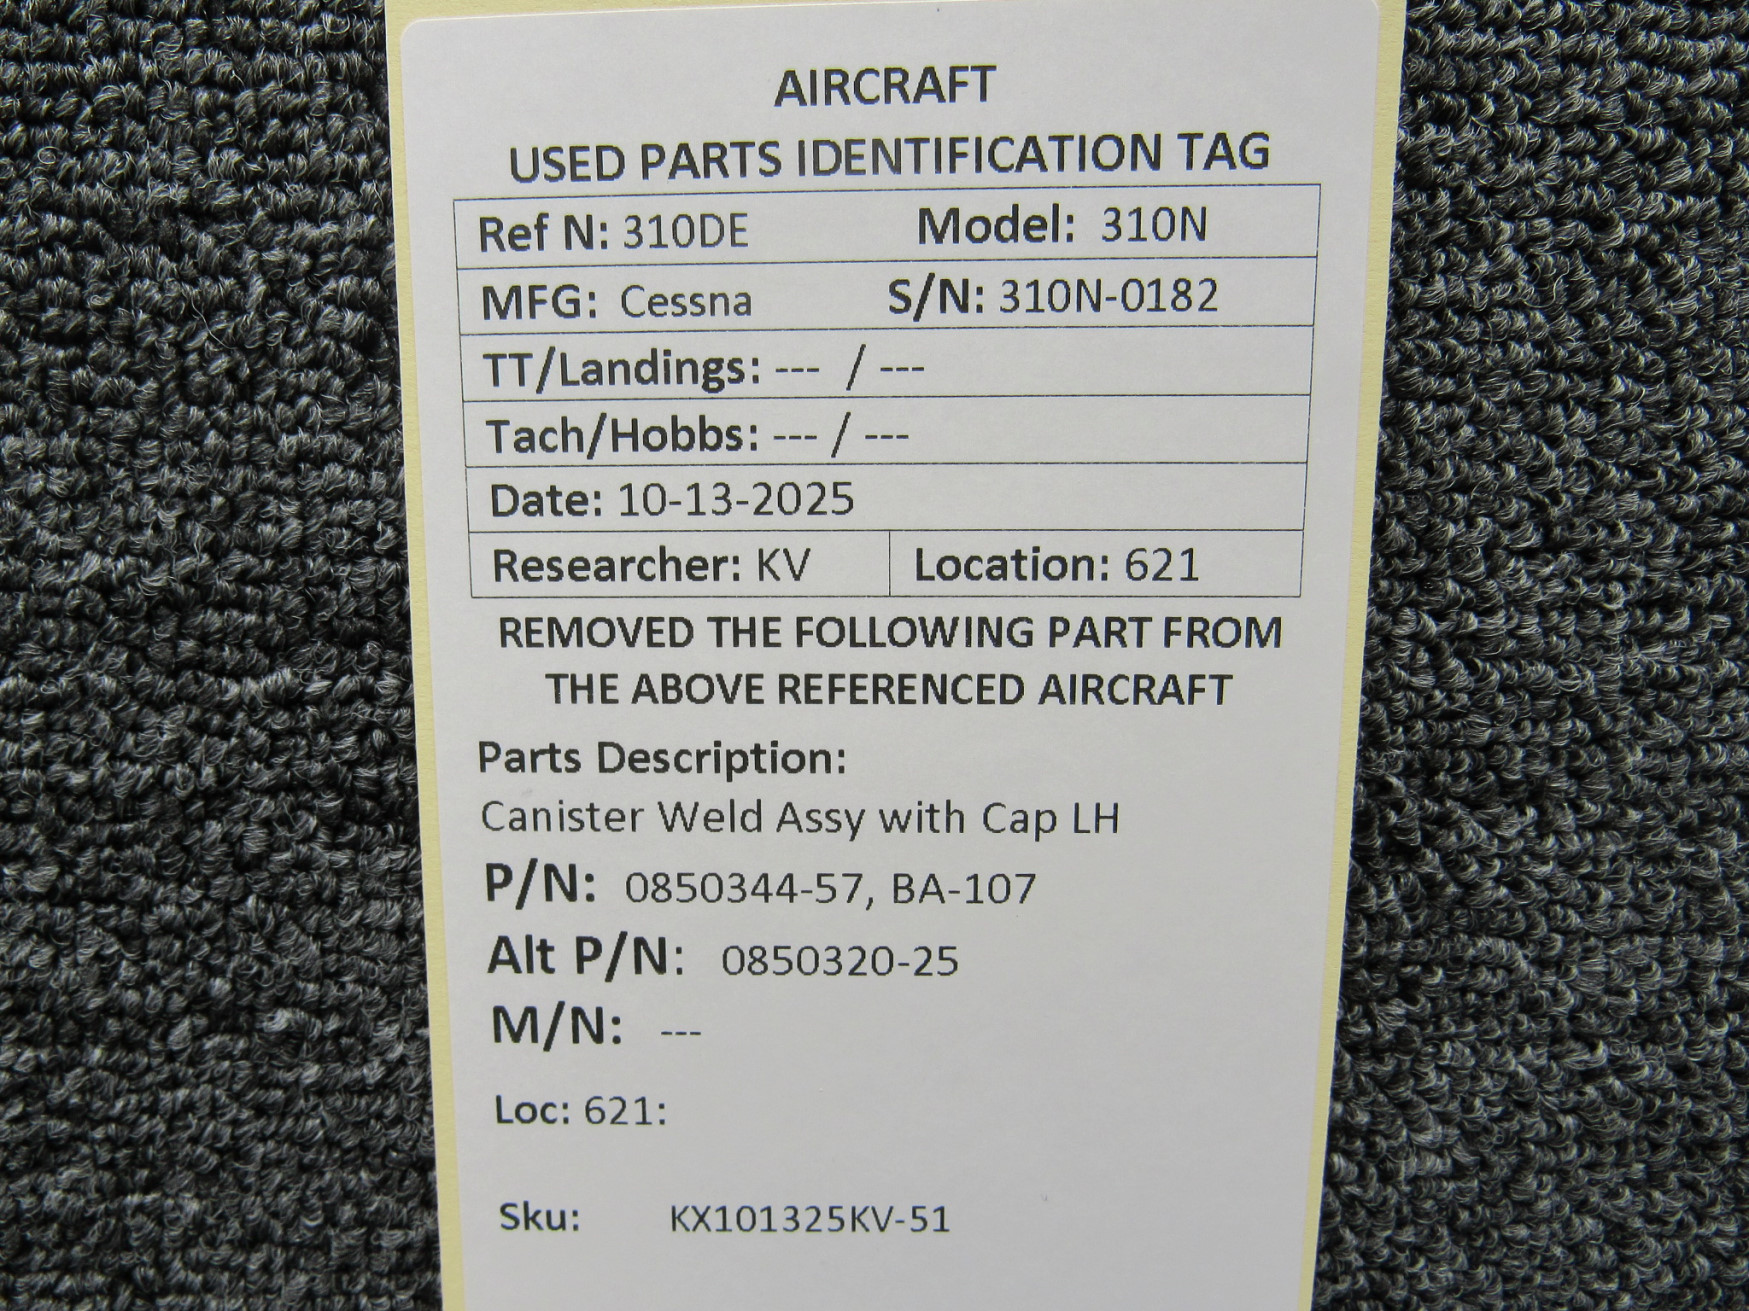 AIRCRAFT
USED PARTS IDENTIFICATION TAG
Ref N: 310DE Model: 310N
MFG: Cessna S/N: 310N-0182
TT/Landings: --- / ---
Tach/Hobbs: --- / ---
Date: 10-13-2025
Researcher: KV Location: 621
REMOVED THE FOLLOWING PART FROM
THE ABOVE REFERENCED AIRCRAFT
Parts Description:
Canister Weld Assy with Cap LH
P/N: 0850344-57, BA-107
Alt P/N: 0850320-25
M/N: ---
Loc: 621:
Sku: KX101325KV-51